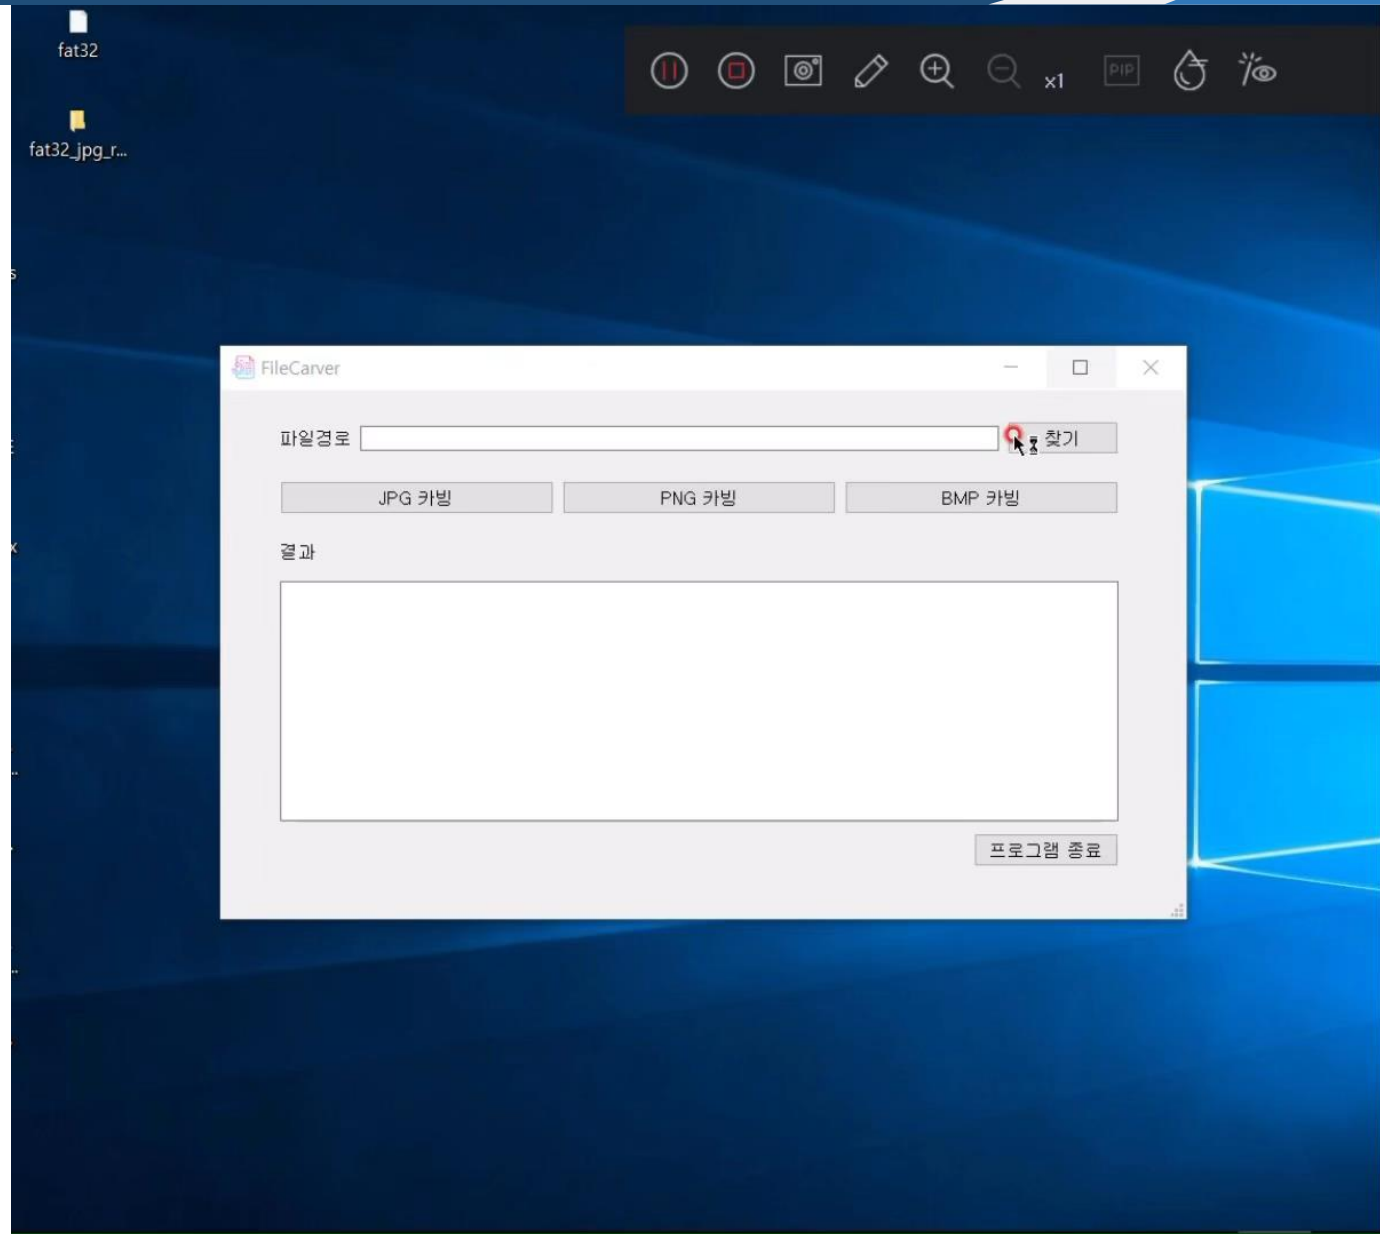 fat32
fat32_jpg_r...
x1
PIP
FileCarver
파일경로
찾기
JPG 카빙
PNG 카빙
BMP 카빙
결과
프로그램 종료